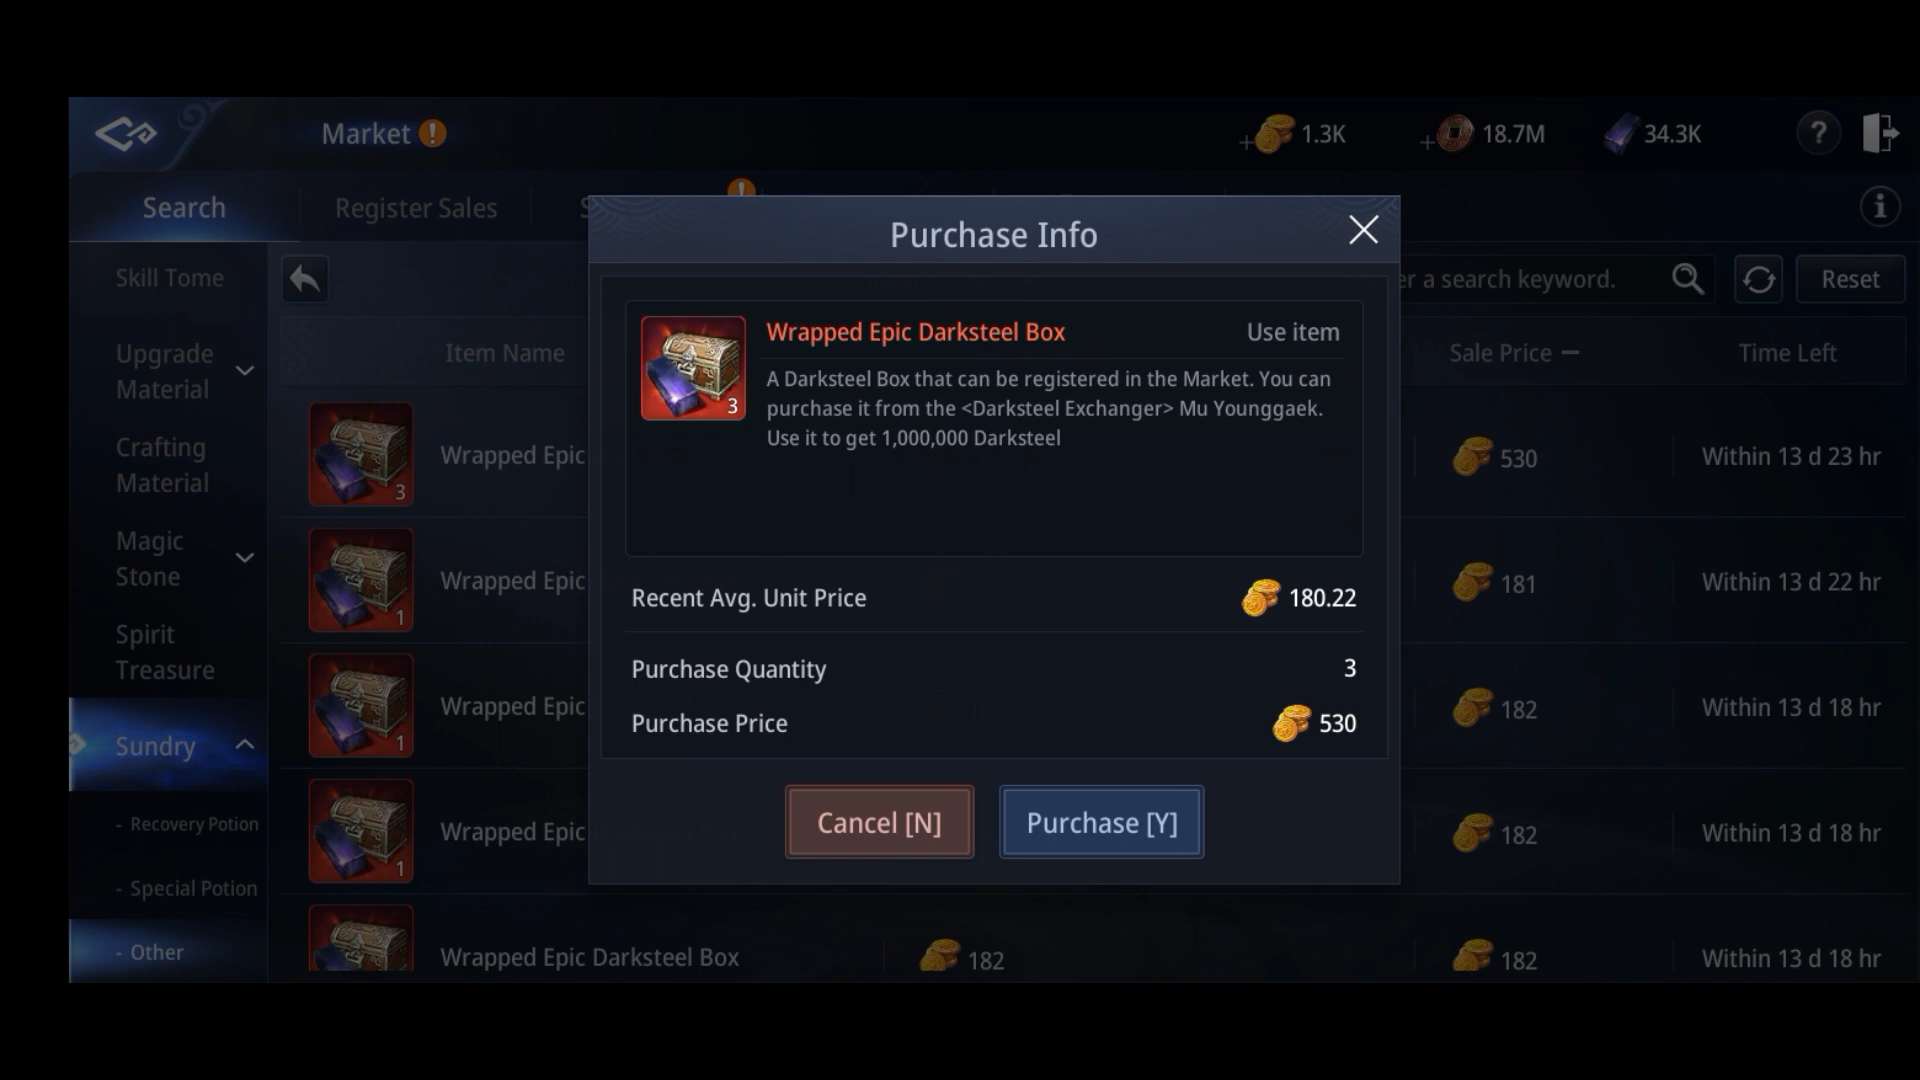 Market
1.3K
18.7M
34.3K
?
Search
Register Sales
Purchase Info
Skill Tome
er a search keyword.
Reset
Wrapped Epic Darksteel Box
Use item
3
A Darksteel Box that can be registered in the Market. You can
purchase it from the <Darksteel Exchanger> Mu Younggaek.
Use it to get 1,000,000 Darksteel
Upgrade
Material
Item Name
Sale Price
Time Left
Crafting
Material
3
Wrapped Epic
530
Within 13 d 23 hr
Magic
Stone
1
Wrapped Epic
181
Within 13 d 22 hr
Recent Avg. Unit Price
180.22
Spirit
Treasure
1
Wrapped Epic
182
Within 13 d 18 hr
Purchase Quantity
3
Purchase Price
530
Sundry
- Recovery Potion
1
Wrapped Epic
182
Within 13 d 18 hr
Cancel [N]
Purchase [Y]
- Special Potion
- Other
Wrapped Epic Darksteel Box
182
182
Within 13 d 18 hr